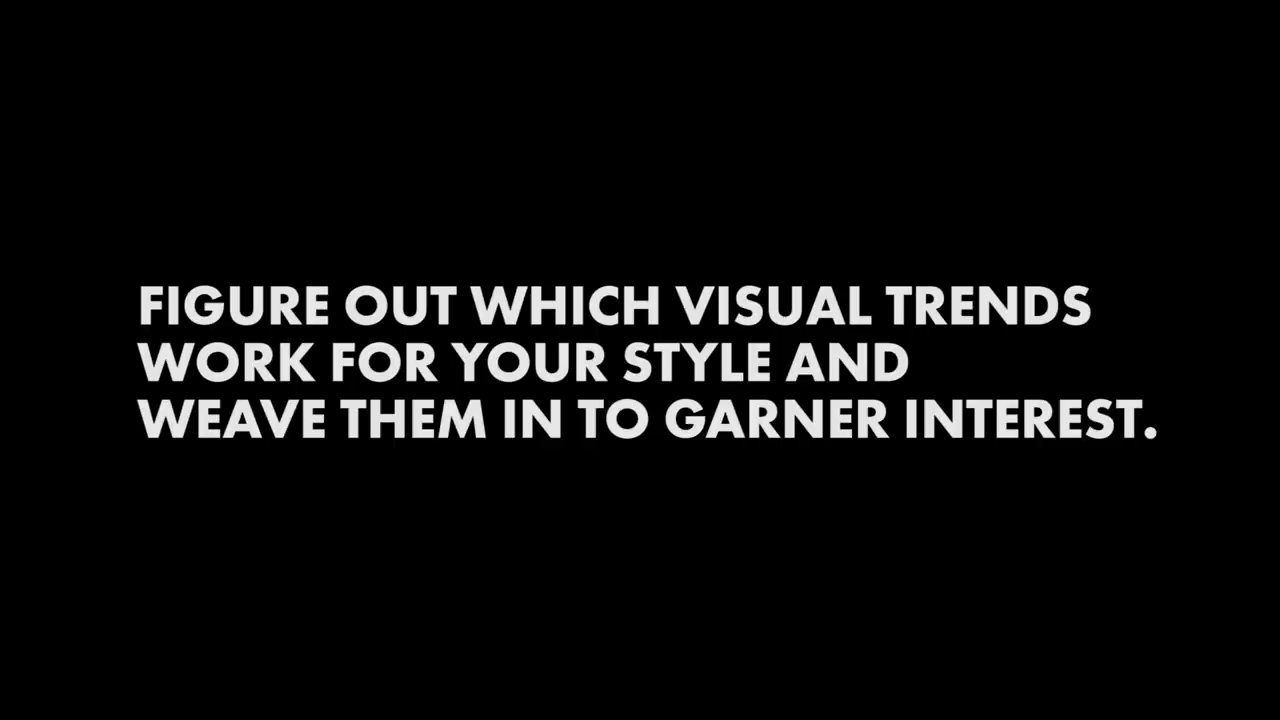 FIGURE OUT WHICH VISUAL TRENDS
WORK FOR YOUR STYLE AND
WEAVE THEM IN TO GARNER INTEREST.